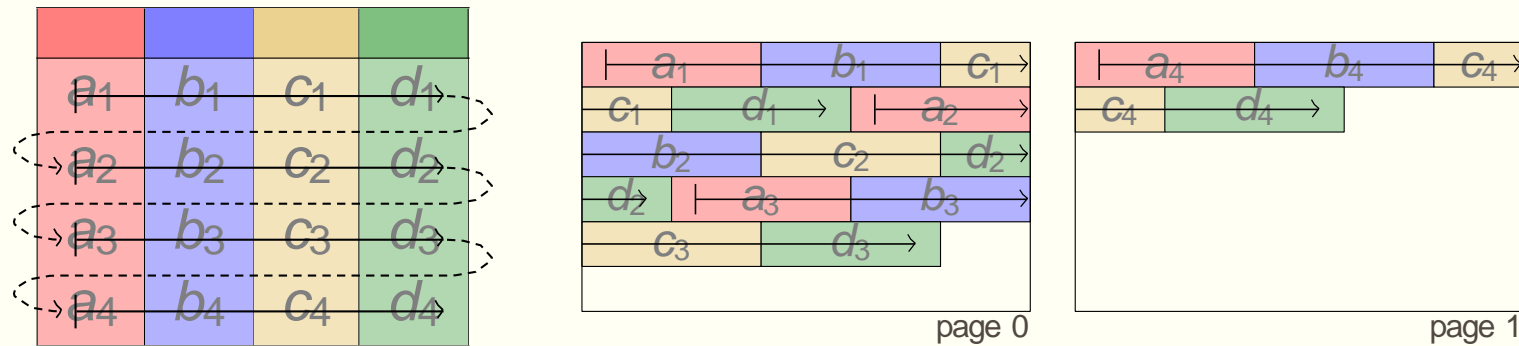 a1 b1 c1 d1
a2 b2 c2 d2
a3 b3 c3 d3
a4 b4 c4 d4
a1 b1 c1
c1 d1 a2
b2 c2 d2
d2 a3 b3
c3 d3
page 0
a4 b4 c4
c4 d4
page 1